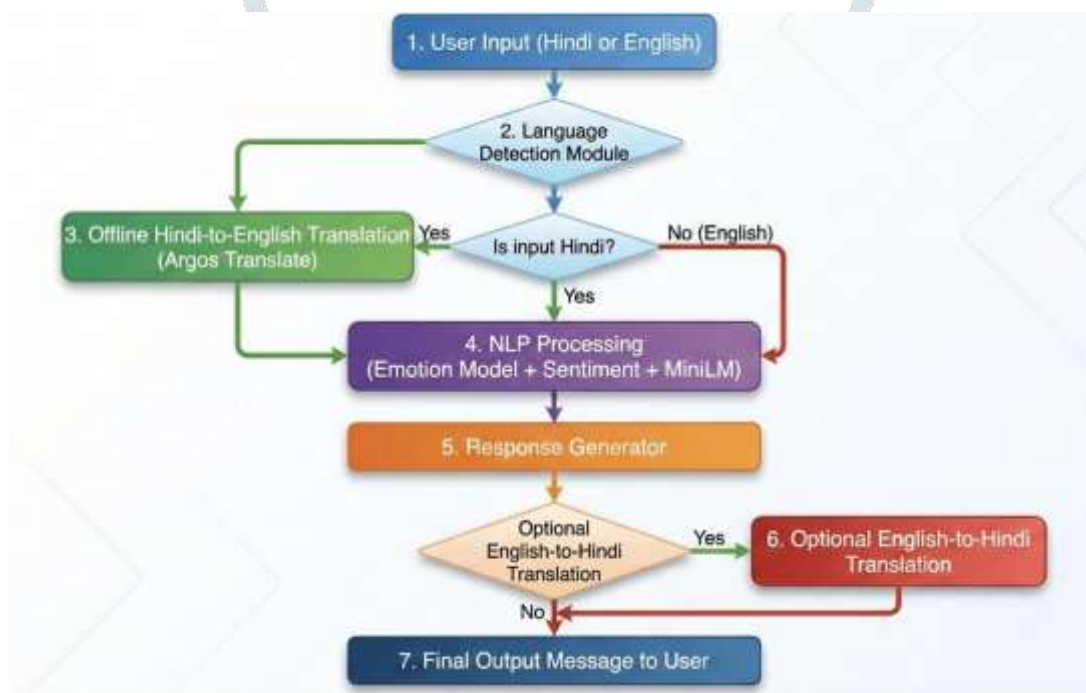 1. User Input (Hindi or English)
2. Language
Detection Module
3. Offline Hindi-to-English Translation
(Argos Translate)
Yes
Is input Hindi?
No (English)
Yes
4. NLP Processing
(Emotion Model + Sentiment + MiniLM)
5. Response Generator
Optional
English-to-Hindi
Translation
Yes
6. Optional English-to-Hindi
Translation
No
7. Final Output Message to User